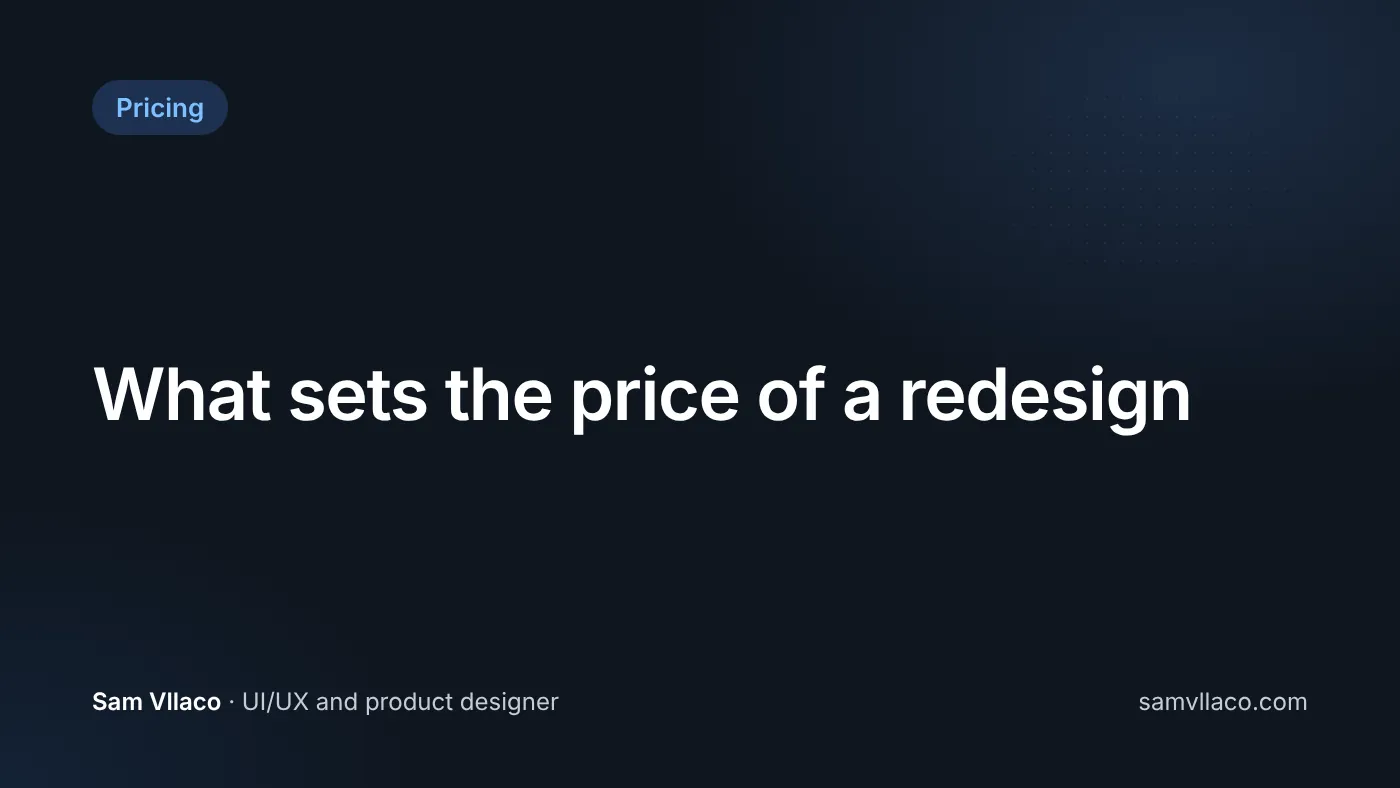 Pricing
What sets the price of a redesign
Sam Vllaco · UI/UX and product designer
samvllaco.com